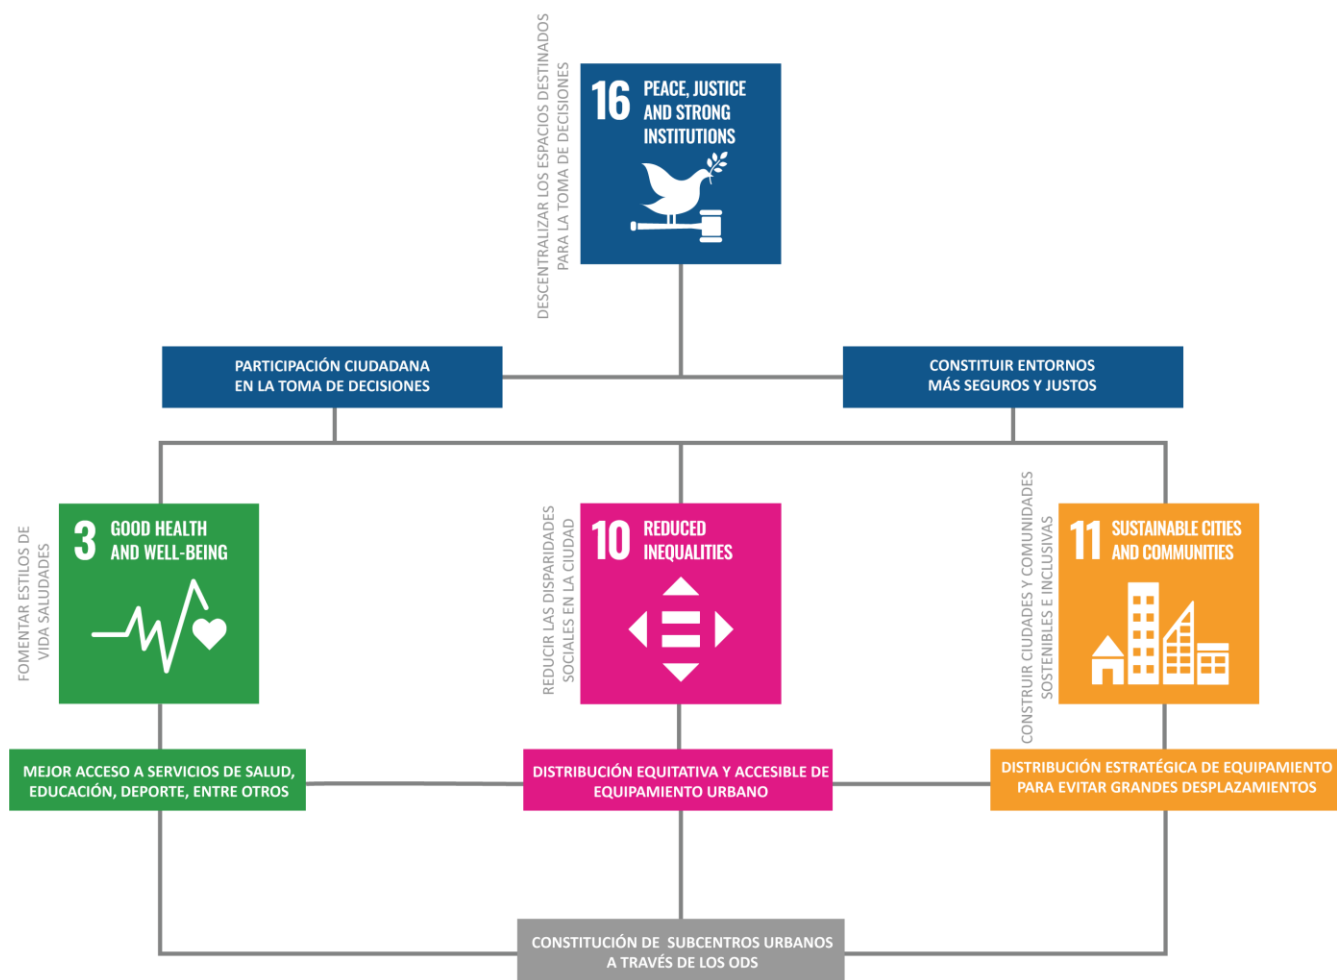 DESCENTRALIZAR LOS ESPACIOS DESTINADOS
PARA LA TOMA DE DECISIONES
16
PEACE, JUSTICE
AND STRONG
INSTITUTIONS
PARTICIPACIÓN CIUDADANA
EN LA TOMA DE DECISIONES
CONSTITUIR ENTORNOS
MÁS SEGUROS Y JUSTOS
FOMENTAR ESTILOS DE
VIDA SALUDADES
3
GOOD HEALTH
AND WELL-BEING
REDUCIR LAS DISPARIDADES
SOCIALES EN LA CIUDAD
10
REDUCED
INEQUALITIES
CONSTRUIR CIUDADES Y COMUNIDADES
SOSTENIBLES E INCLUSIVAS
11
SUSTAINABLE CITIES
AND COMMUNITIES
MEJOR ACCESO A SERVICIOS DE SALUD,
EDUCACIÓN, DEPORTE, ENTRE OTROS
DISTRIBUCIÓN EQUITATIVA Y ACCESIBLE DE
EQUIPAMIENTO URBANO
DISTRIBUCIÓN ESTRATÉGICA DE EQUIPAMIENTO
PARA EVITAR GRANDES DESPLAZAMIENTOS
CONSTITUCIÓN DE SUBCENTROS URBANOS
A TRAVÉS DE LOS ODS